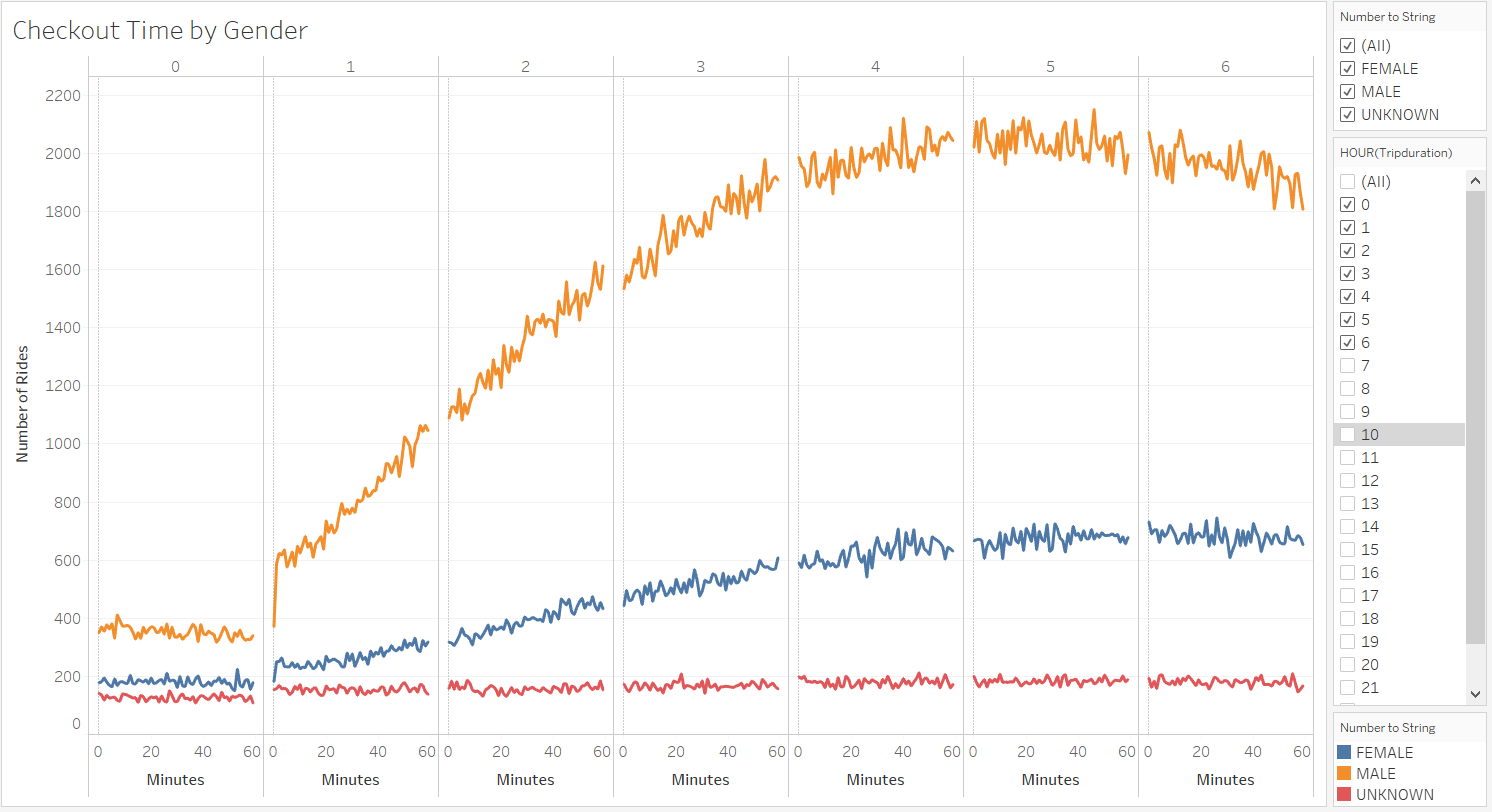 Checkout Time by Gender
0 1 2 3 4 5 6
2200
2000
1800
1600
1400
1200
1000
800
600
400
200
0
Number of Rides
0 20 40 60 0 20 40 60 0 20 40 60 0 20 40 60 0 20 40 60 0 20 40 60 0 20 40 60
Minutes Minutes Minutes Minutes Minutes Minutes Minutes
Number to String
(All)
FEMALE
MALE
UNKNOWN
HOUR(Tripduration)
(All)
0
1
2
3
4
5
6
7
8
9
10
11
12
13
14
15
16
17
18
19
20
21
Number to String
FEMALE
MALE
UNKNOWN